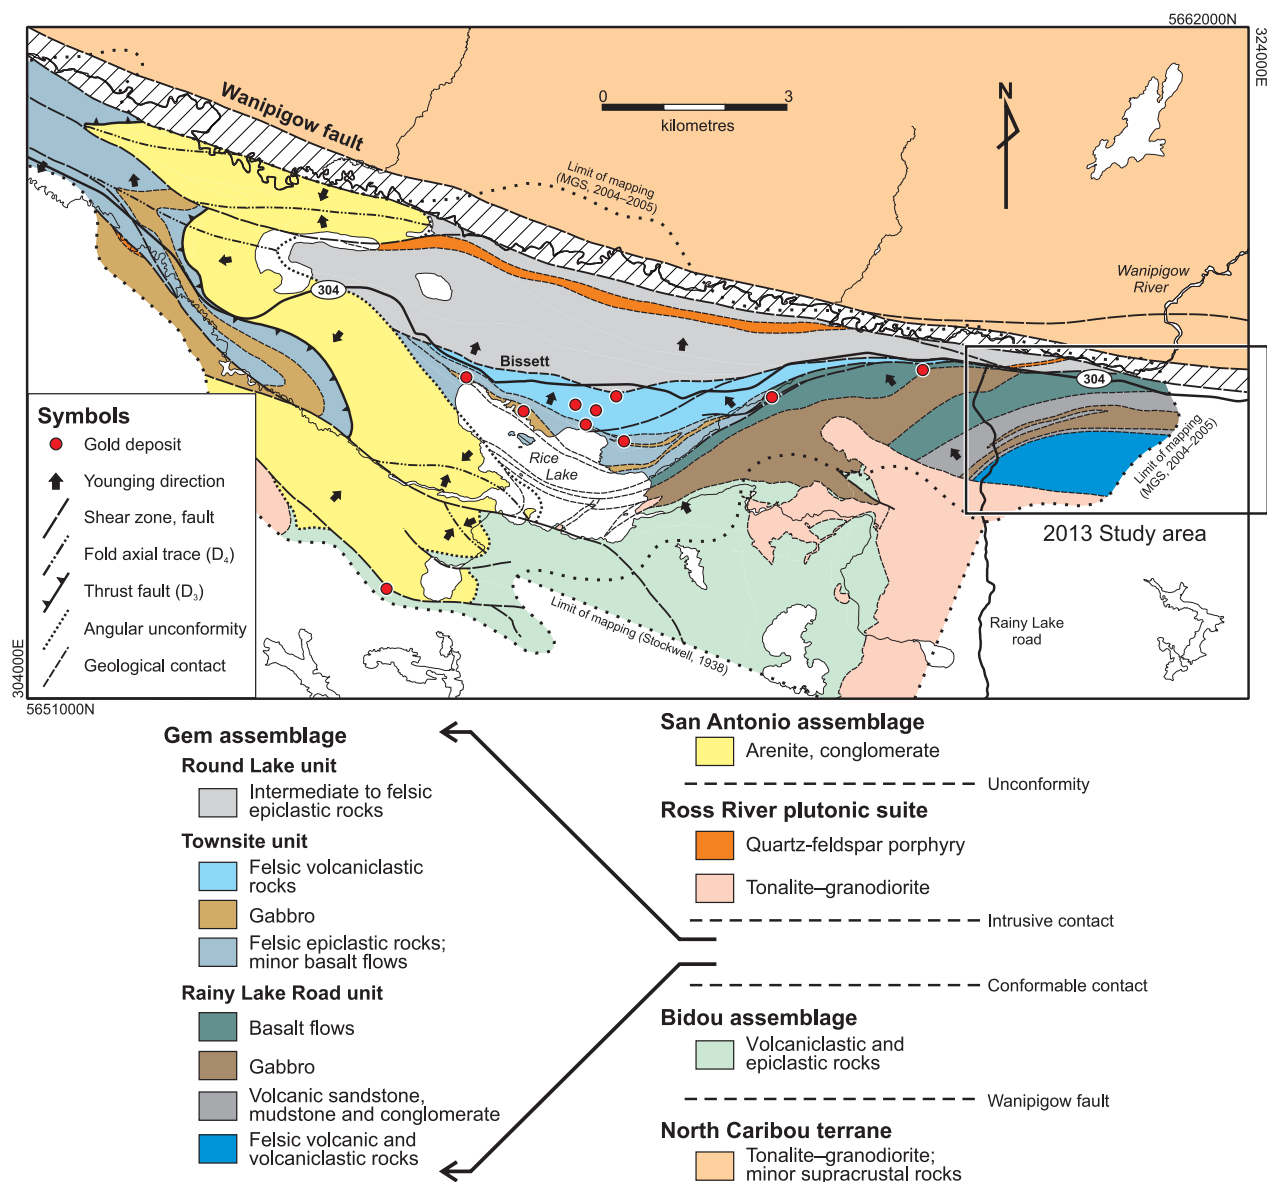 5662000N
324000E
Wanipigow fault
0
3
kilometres
N
Limit of mapping
(MGS, 2004–2005)
Wanipigow
River
304
Bissett
304
Rice
Lake
Limit of mapping
(MGS, 2004–2005)
2013 Study area
Rainy Lake
road
Limit of mapping (Stockwell, 1938)
Symbols
Gold deposit
Younging direction
Shear zone, fault
Fold axial trace (D4)
Thrust fault (D3)
Angular unconformity
Geological contact
304000E
5651000N
Gem assemblage
Round Lake unit
Intermediate to felsic
epiclastic rocks
Townsite unit
Felsic volcaniclastic
rocks
Gabbro
Felsic epiclastic rocks;
minor basalt flows
Rainy Lake Road unit
Basalt flows
Gabbro
Volcanic sandstone,
mudstone and conglomerate
Felsic volcanic and
volcaniclastic rocks
San Antonio assemblage
Arenite, conglomerate
Unconformity
Ross River plutonic suite
Quartz-feldspar porphyry
Tonalite–granodiorite
Intrusive contact
Conformable contact
Bidou assemblage
Volcaniclastic and
epiclastic rocks
Wanipigow fault
North Caribou terrane
Tonalite–granodiorite;
minor supracrustal rocks